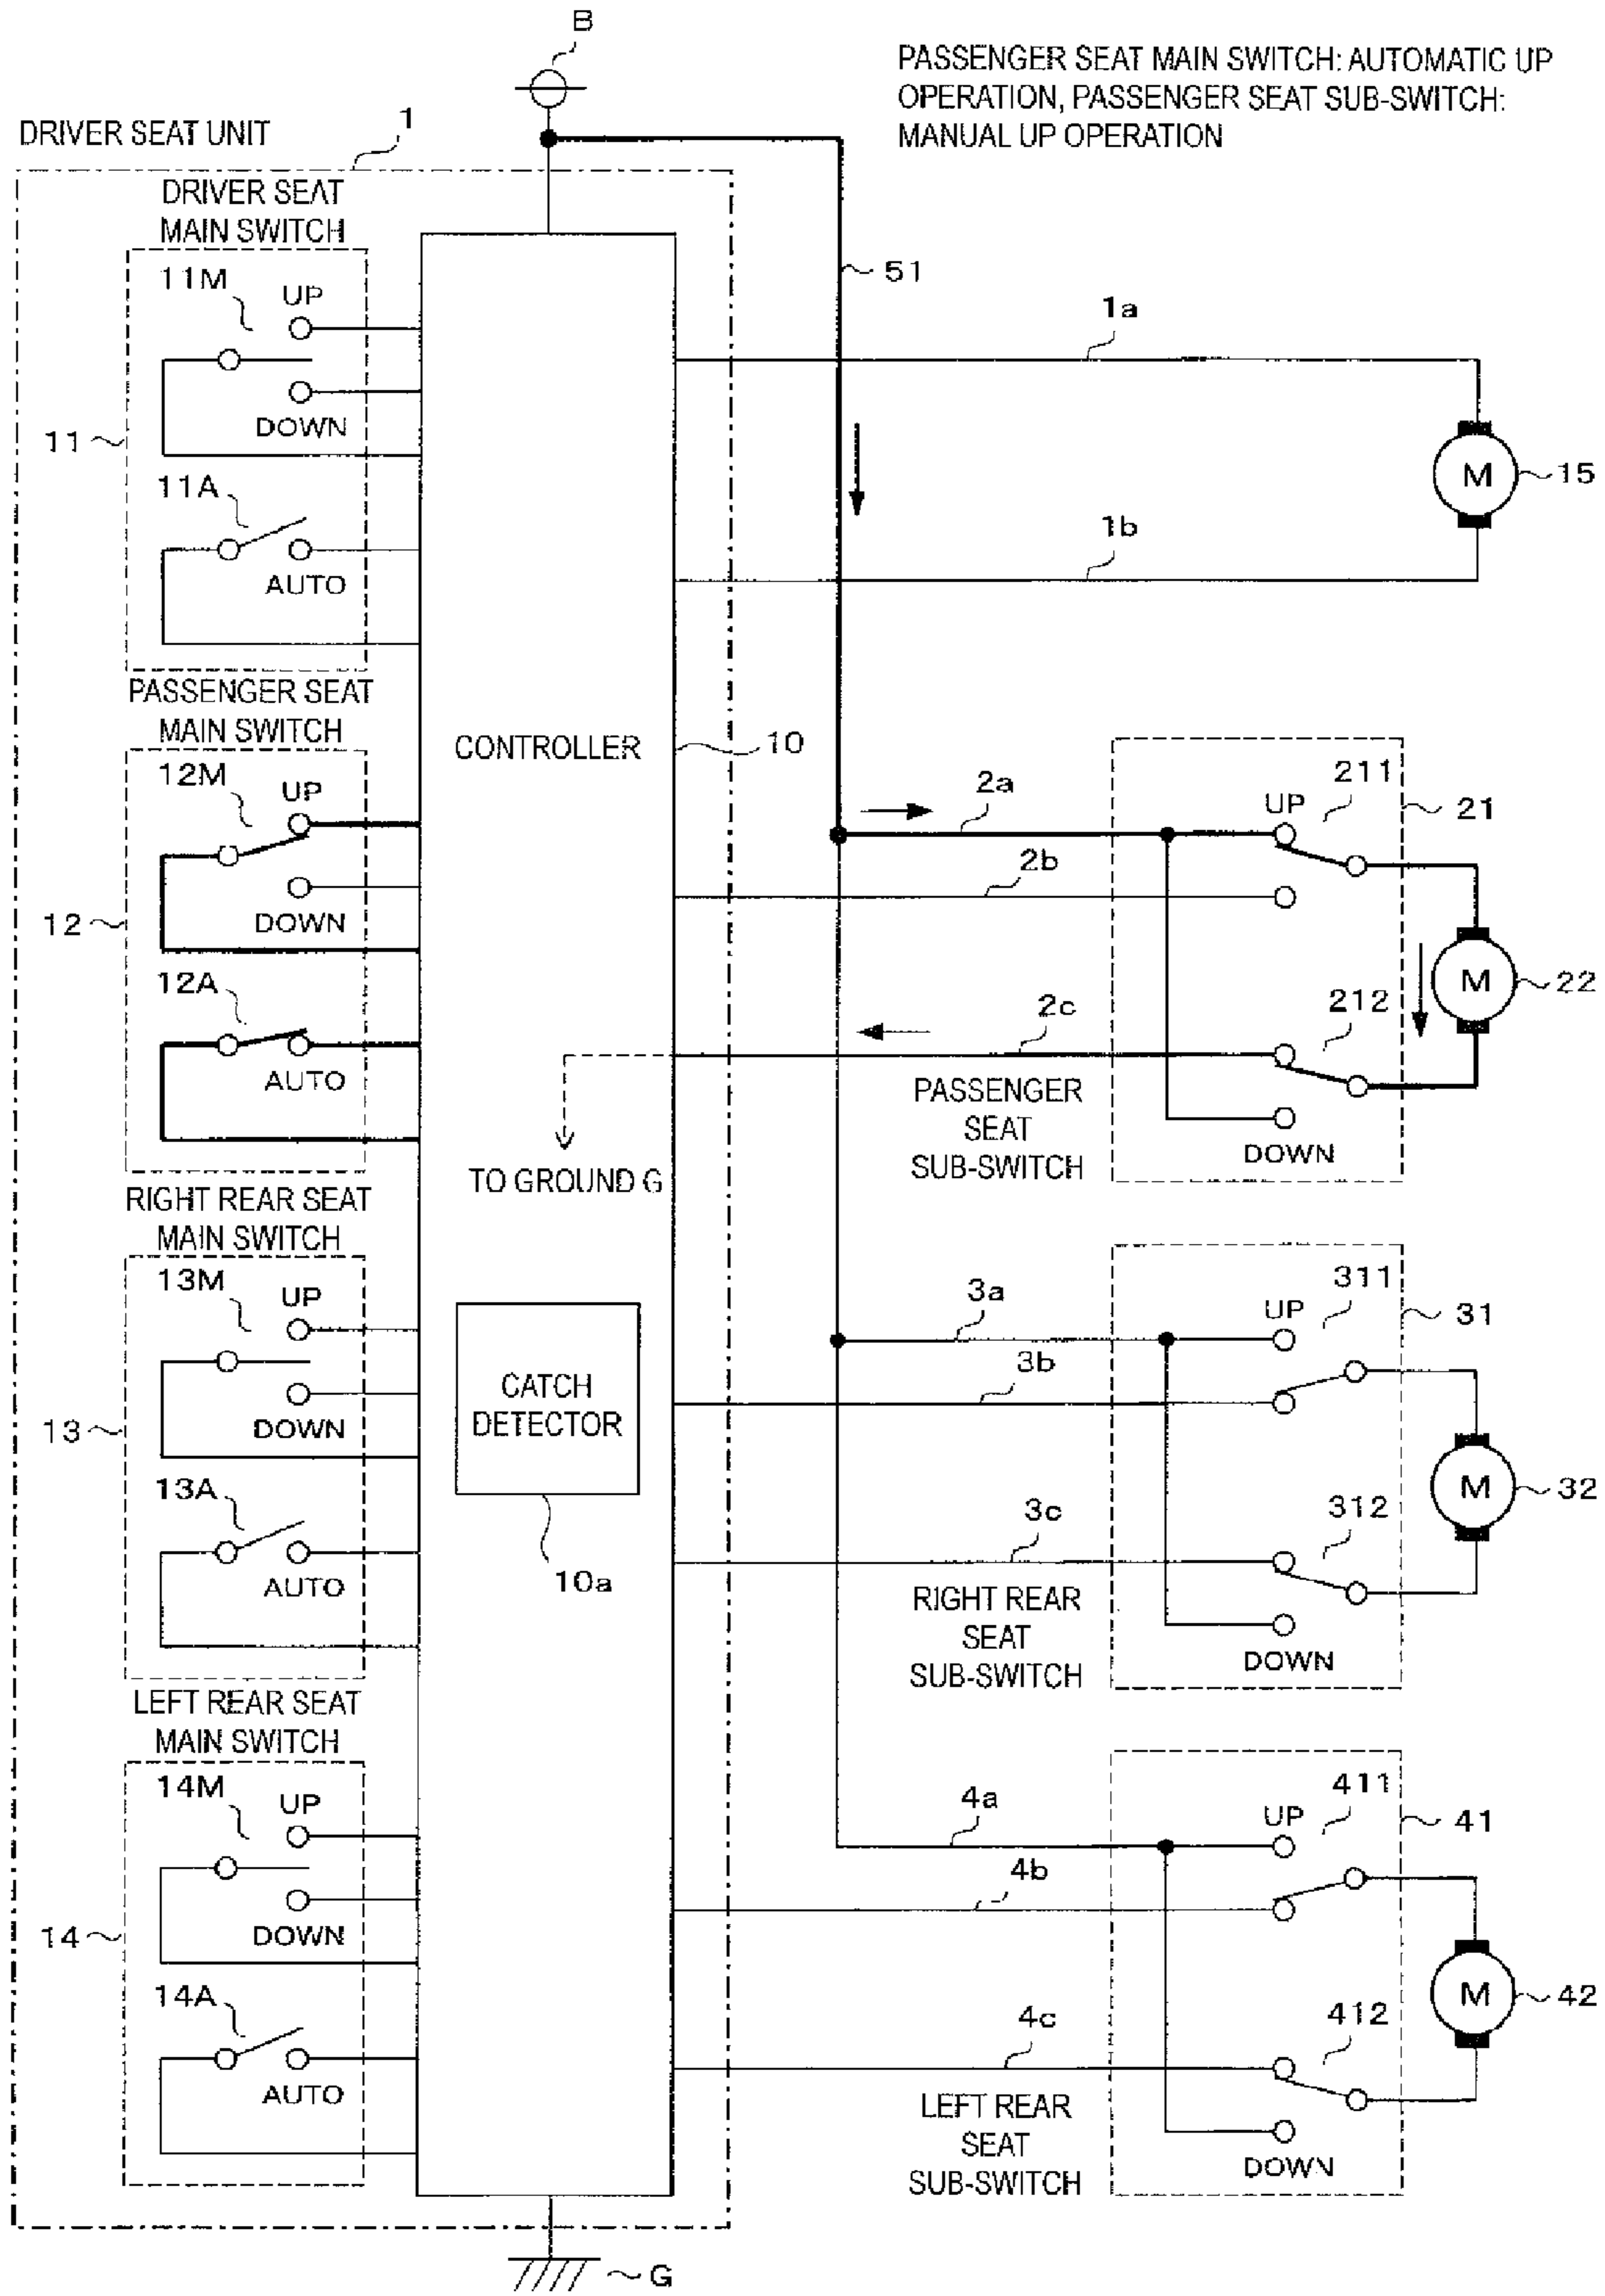 B
PASSENGER SEAT MAIN SWITCH: AUTOMATIC UP
OPERATION, PASSENGER SEAT SUB-SWITCH:
MANUAL UP OPERATION
DRIVER SEAT UNIT
1
DRIVER SEAT
MAIN SWITCH
11M
UP
DOWN
11
11A
AUTO
51
1a
M
15
1b
PASSENGER SEAT
MAIN SWITCH
12M
UP
DOWN
12
12A
AUTO
CONTROLLER
10
2a
2b
2c
UP
211
21
M
22
212
DOWN
PASSENGER
SEAT
SUB-SWITCH
TO GROUND G
RIGHT REAR SEAT
MAIN SWITCH
13M
UP
DOWN
13
13A
AUTO
CATCH
DETECTOR
10a
3a
3b
3c
UP
311
31
M
32
312
DOWN
RIGHT REAR
SEAT
SUB-SWITCH
LEFT REAR SEAT
MAIN SWITCH
14M
UP
DOWN
14
14A
AUTO
4a
4b
4c
UP
411
41
M
42
412
DOWN
LEFT REAR
SEAT
SUB-SWITCH
G